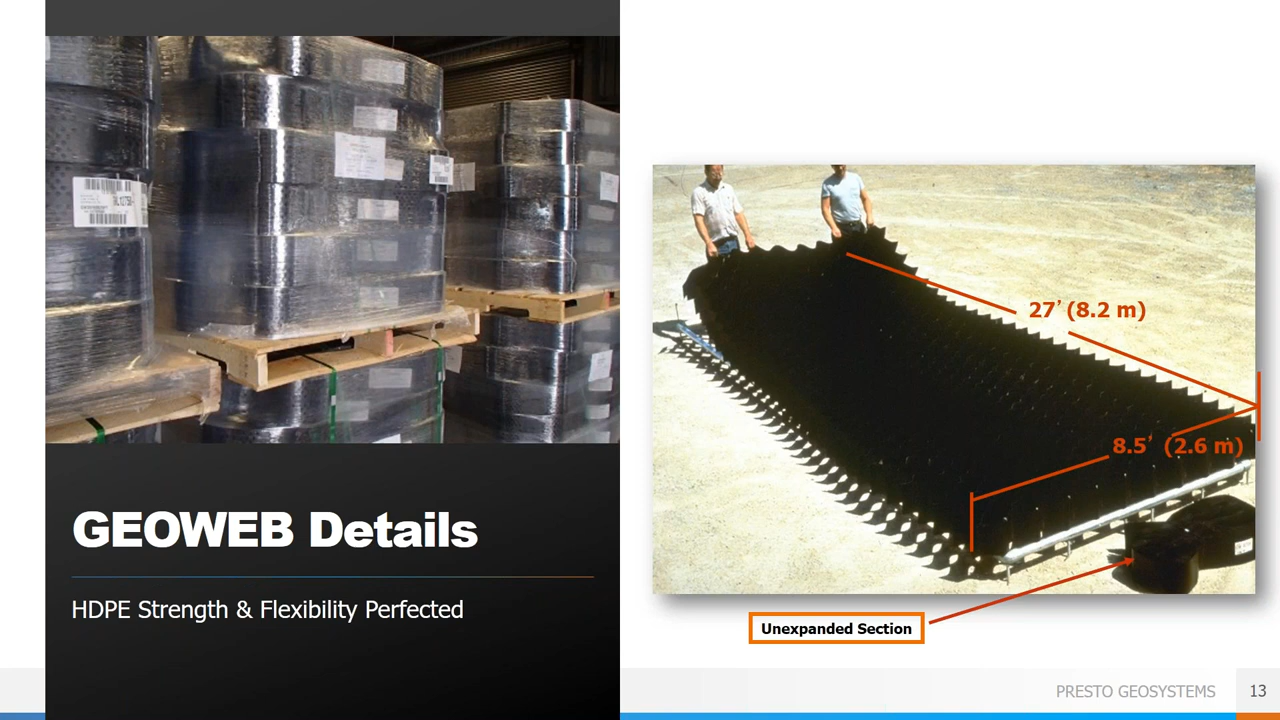 GEOWEB Details
HDPE Strength & Flexibility Perfected
27’ (8.2 m)
8.5’ (2.6 m)
Unexpanded Section
PRESTO GEOSYSTEMS
13